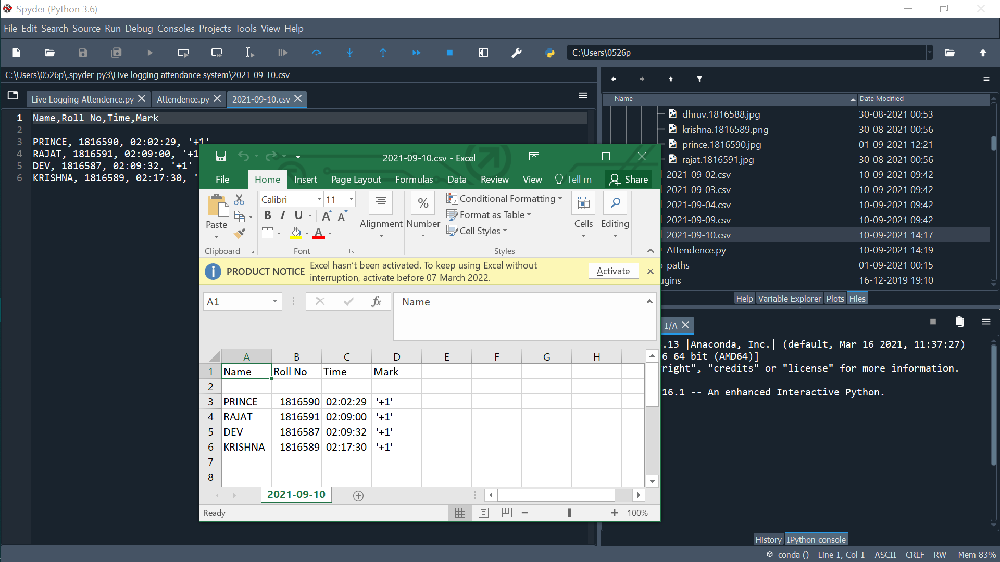 Spyder (Python 3.6)
File Edit Search Source Run Debug Consoles Projects Tools View Help
C:\Users\0526p
C:\Users\0526p\.spyder-py3\Live logging attendance system\2021-09-10.csv
Live Logging Attendence.py
Attendence.py
2021-09-10.csv
1 Name,Roll No,Time,Mark
2
3 PRINCE, 1816590, 02:02:29, '+1'
4 RAJAT, 1816591, 02:09:00, '+1
5 DEV, 1816587, 02:09:32, '+1'
6 KRISHNA, 1816589, 02:17:30, '
Name Date Modified
dhruv.1816588.jpg 30-08-2021 00:53
krishna.1816589.png 30-08-2021 00:56
prince.1816590.jpg 01-09-2021 12:21
rajat.1816591.jpg 30-08-2021 00:56
2021-09-02.csv 10-09-2021 09:42
2021-09-03.csv 10-09-2021 09:42
2021-09-04.csv 10-09-2021 09:42
2021-09-09.csv 10-09-2021 09:42
2021-09-10.csv 10-09-2021 14:17
Attendence.py 10-09-2021 14:19
_paths 01-09-2021 00:15
ugins 16-12-2019 19:10
Help Variable Explorer Plots Files
2021-09-10.csv - Excel
File Home Insert Page Layout Formulas Data Review View Tell m Share
Calibri 11
Paste
B I U A A
A
Alignment
%
Number
Conditional Formatting
Format as Table
Cell Styles
Cells
Editing
Clipboard Font Styles
PRODUCT NOTICE Excel hasn't been activated. To keep using Excel without
interruption, activate before 07 March 2022.
Activate
A1 fx Name
A B C D E F G H
1 Name Roll No Time Mark
2
3 PRINCE 1816590 02:02:29 '+1'
4 RAJAT 1816591 02:09:00 '+1'
5 DEV 1816587 02:09:32 '+1'
6 KRISHNA 1816589 02:17:30 '+1'
7
8
2021-09-10
Ready 100%
1/A
.13 |Anaconda, Inc.| (default, Mar 16 2021, 11:37:27)
6 64 bit (AMD64)]
right", "credits" or "license" for more information.
16.1 -- An enhanced Interactive Python.
History IPython console
conda () Line 1, Col 1 ASCII CRLF RW Mem 83%